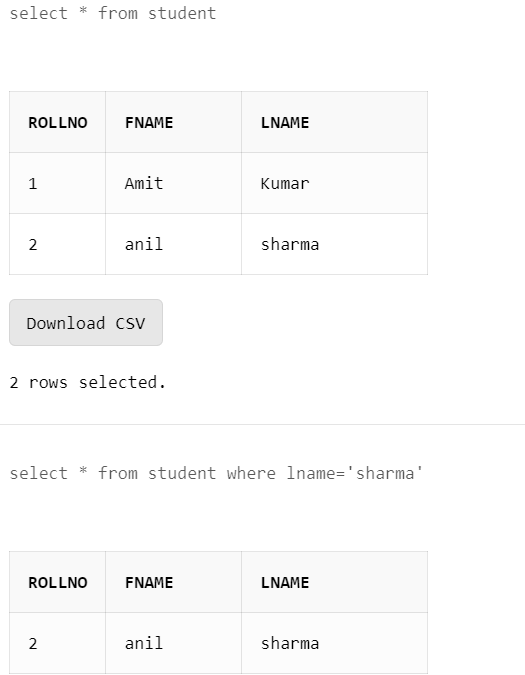 select * from student
ROLLNO FNAME LNAME
1 Amit Kumar
2 anil sharma
Download CSV
2 rows selected.
select * from student where lname='sharma'
ROLLNO FNAME LNAME
2 anil sharma